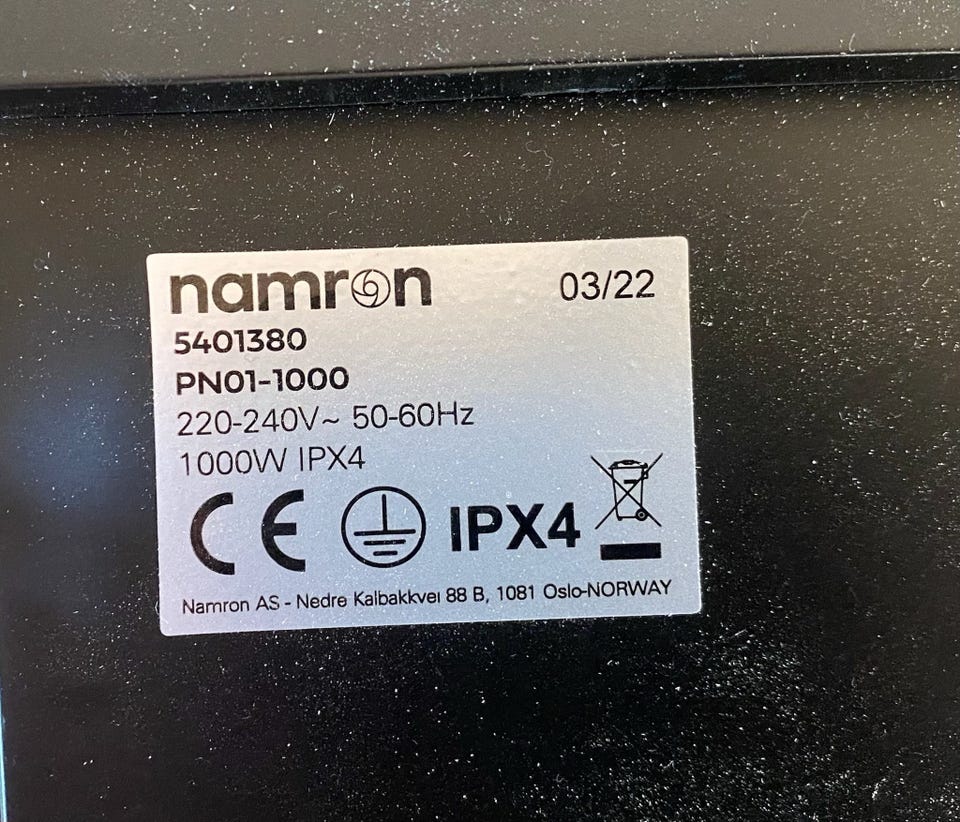 namron
03/22
5401380
PN01-1000
220-240V~ 50-60Hz
1000W IPX4
CE
IPX4
Namron AS - Nedre Kalbakkvei 88 B, 1081 Oslo-NORWAY